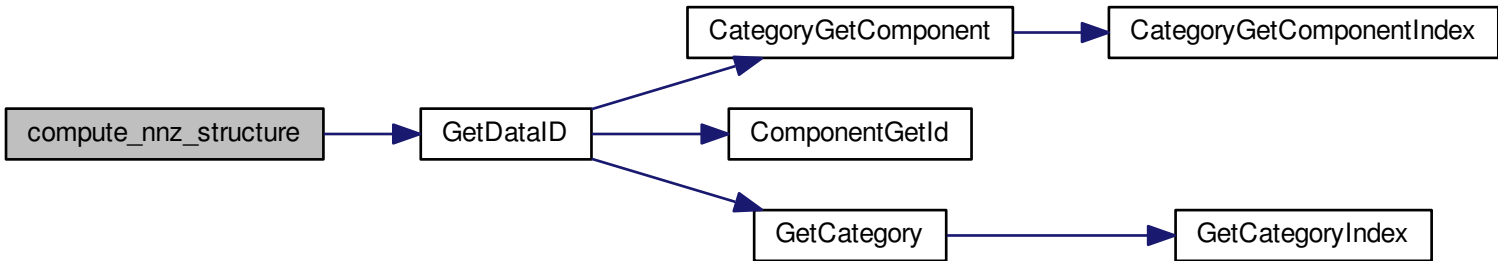 CategoryGetComponent
CategoryGetComponentIndex
compute_nnz_structure
GetDataID
ComponentGetId
GetCategory
GetCategoryIndex